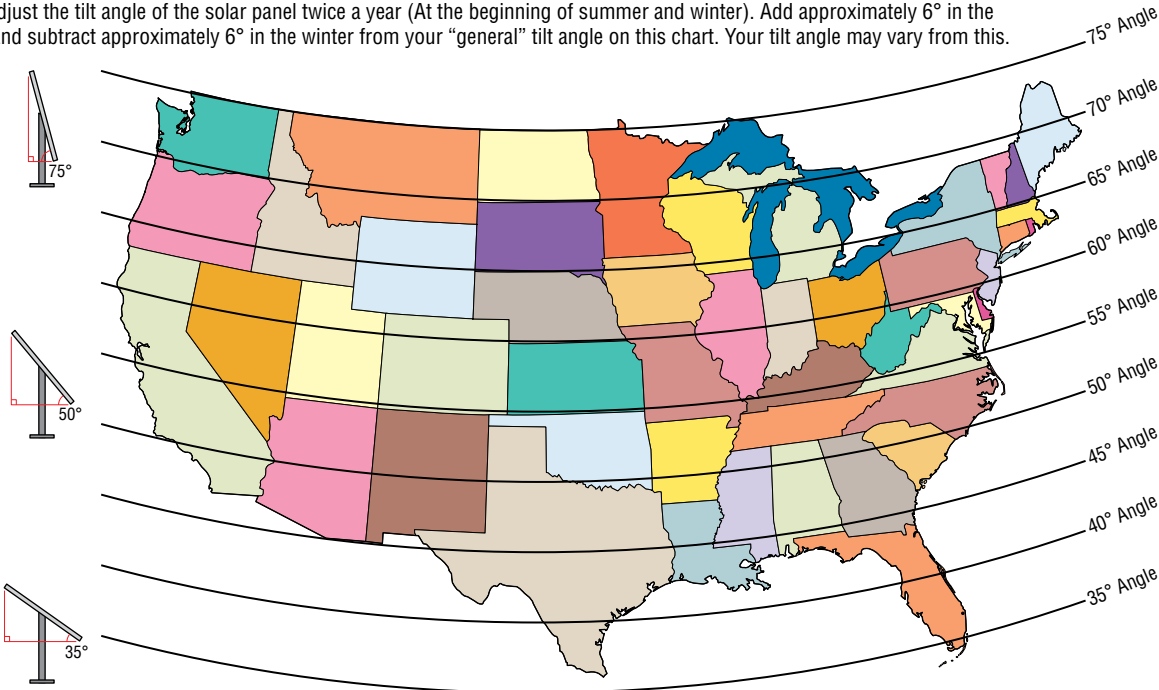 djust the tilt angle of the solar panel twice a year (At the beginning of summer and winter). Add approximately 6° in the
nd subtract approximately 6° in the winter from your “general” tilt angle on this chart. Your tilt angle may vary from this.
75° Angle
70° Angle
65° Angle
60° Angle
55° Angle
50° Angle
45° Angle
40° Angle
35° Angle
75°
50°
35°